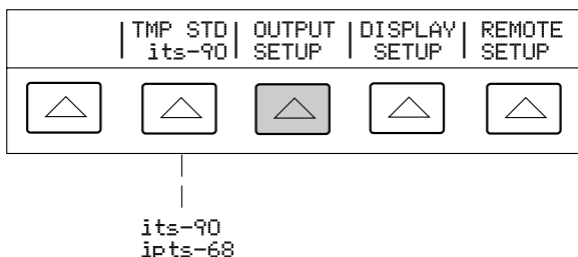 TMP STD OUTPUT DISPLAY REMOTE
its-90 SETUP SETUP SETUP
its-90
ipts-68